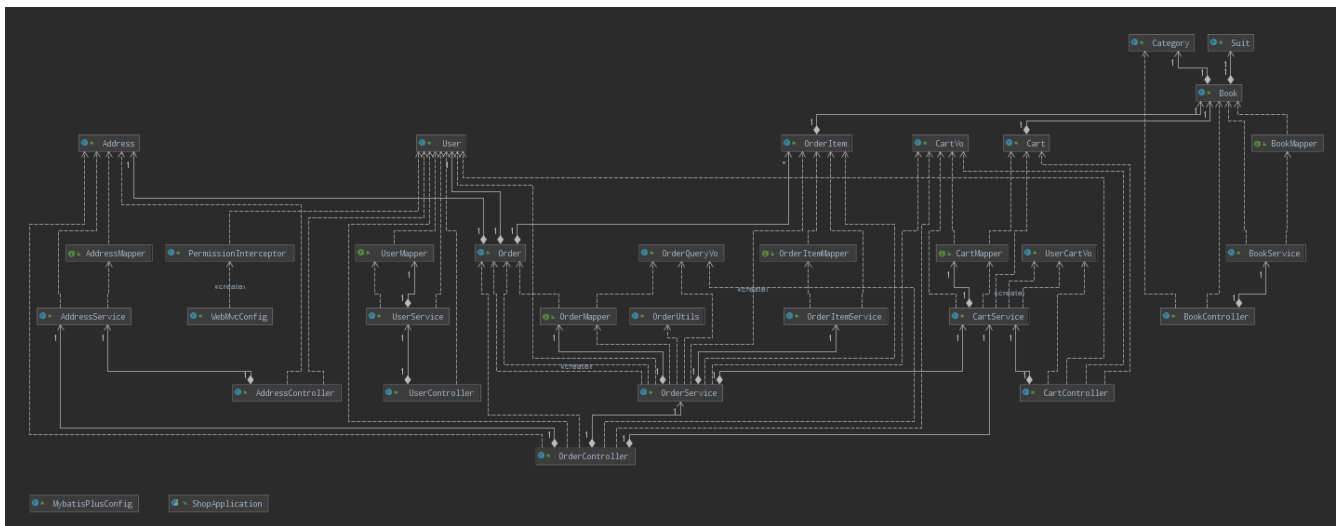 Category
Suit
Book
Address
User
OrderItem
CartVo
Cart
BookMapper
AddressMapper
PermissionInterceptor
UserMapper
Order
OrderQueryVo
OrderItemMapper
CartMapper
UserCartVo
BookService
«create»
«create»
«create»
AddressService
WebMvcConfig
UserService
OrderMapper
OrderUtils
OrderItemService
CartService
BookController
«create»
AddressController
UserController
OrderService
CartController
OrderController
MybatisPlusConfig
ShopApplication